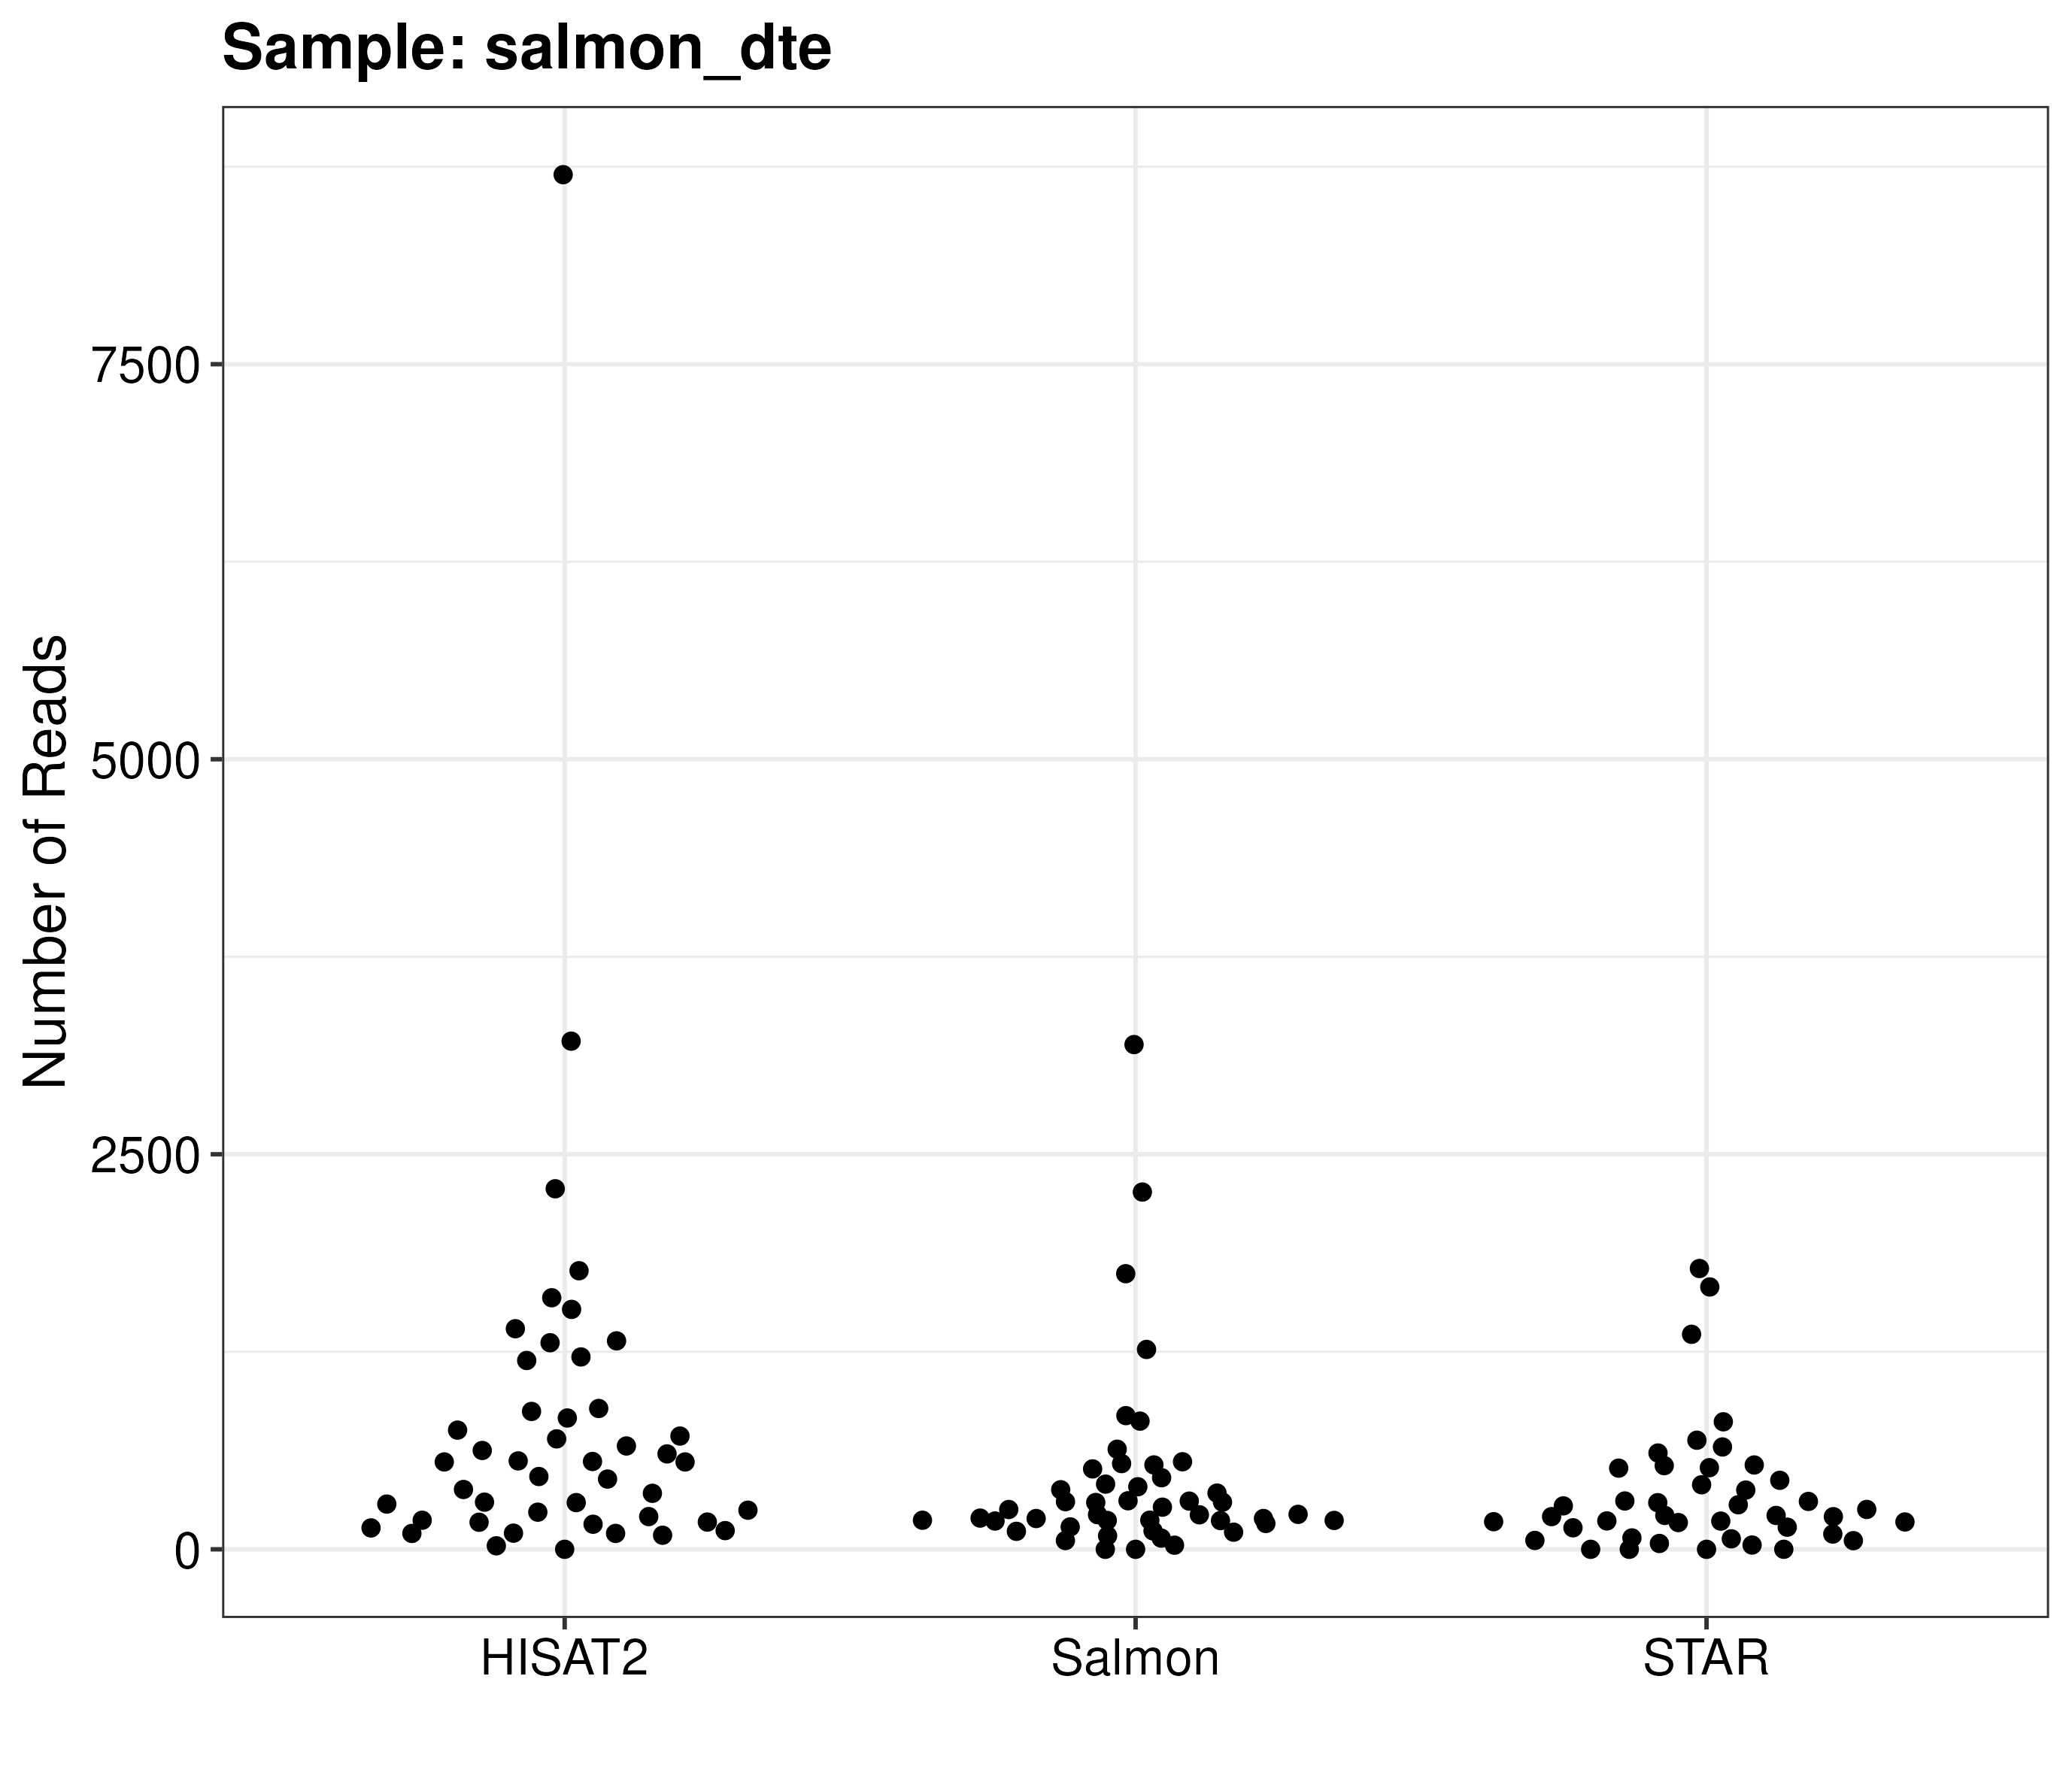 Sample: salmon_dte
Number of Reads
7500
5000
2500
0
HISAT2
Salmon
STAR